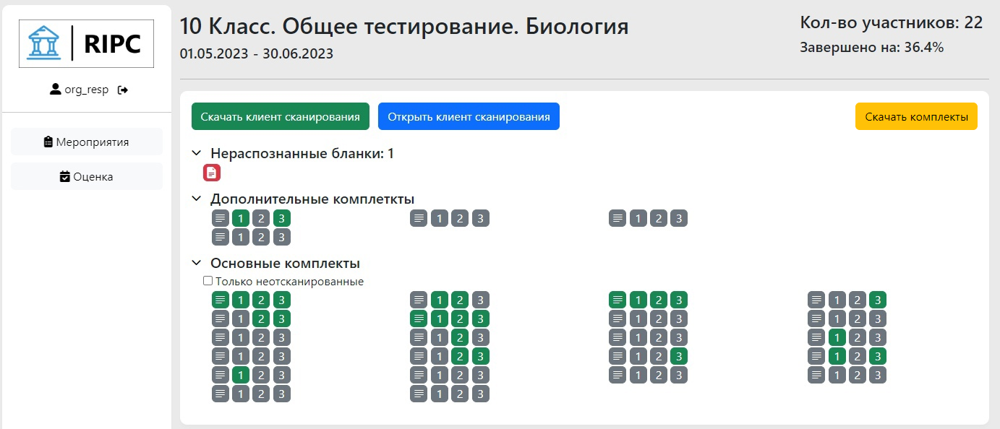 RIPC
org_resp
Мероприятия
Оценка
10 Класс. Общее тестирование. Биология
01.05.2023 - 30.06.2023
Кол-во участников: 22
Завершено на: 36.4%
Скачать клиент сканирования Открыть клиент сканирования Скачать комплекты
Нераспознанные бланки: 1
Дополнительные комплеткты
1 2 3 1 2 3 1 2 3
1 2 3
Основные комплекты
Только неотсканированные
1 2 3 1 2 3 1 2 3 1 2 3
1 2 3 1 2 3 1 2 3 1 2 3
1 2 3 1 2 3 1 2 3 1 2 3
1 2 3 1 2 3 1 2 3 1 2 3
1 2 3 1 2 3 1 2 3 1 2 3
1 2 3 1 2 3